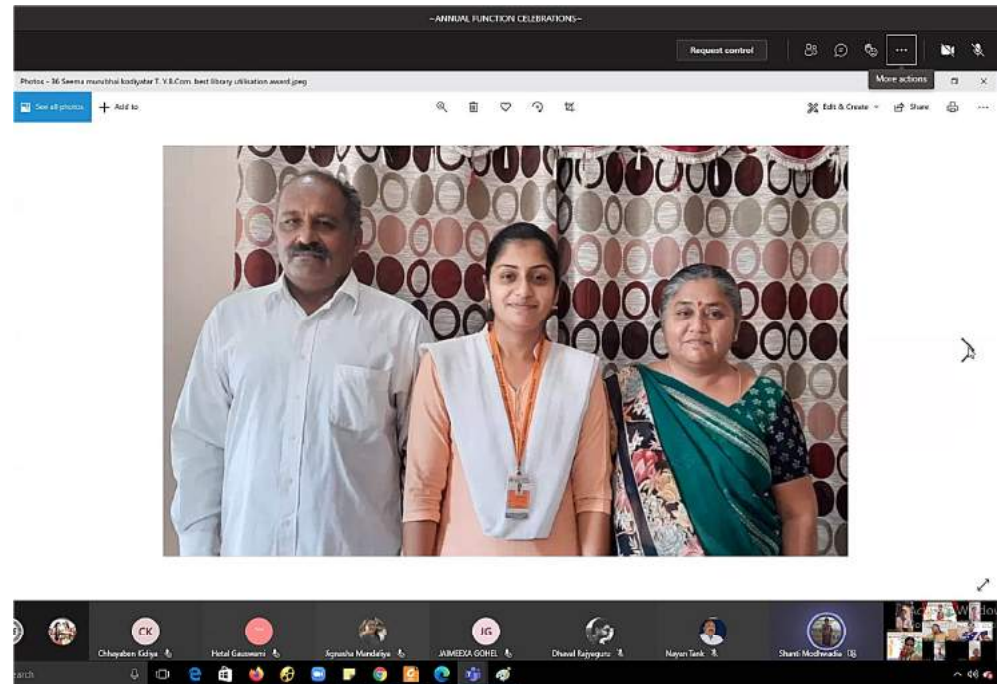 ~ANNUAL FUNCTION CELEBRATIONS~
Request control
More actions
Photos - 36 Seema munabhai kodiyatar T. Y.B.Com. best library utilisation award.jpeg
See all photos
Add to
Edit & Create
Share
CK
JG
Chhayaben Kidiya
Hetal Gauswami
Jignasha Mandaliya
JAIMEEXA GOHEL
Dhaval Rajyaguru
Nayan Tank
Shanti Modhwadia